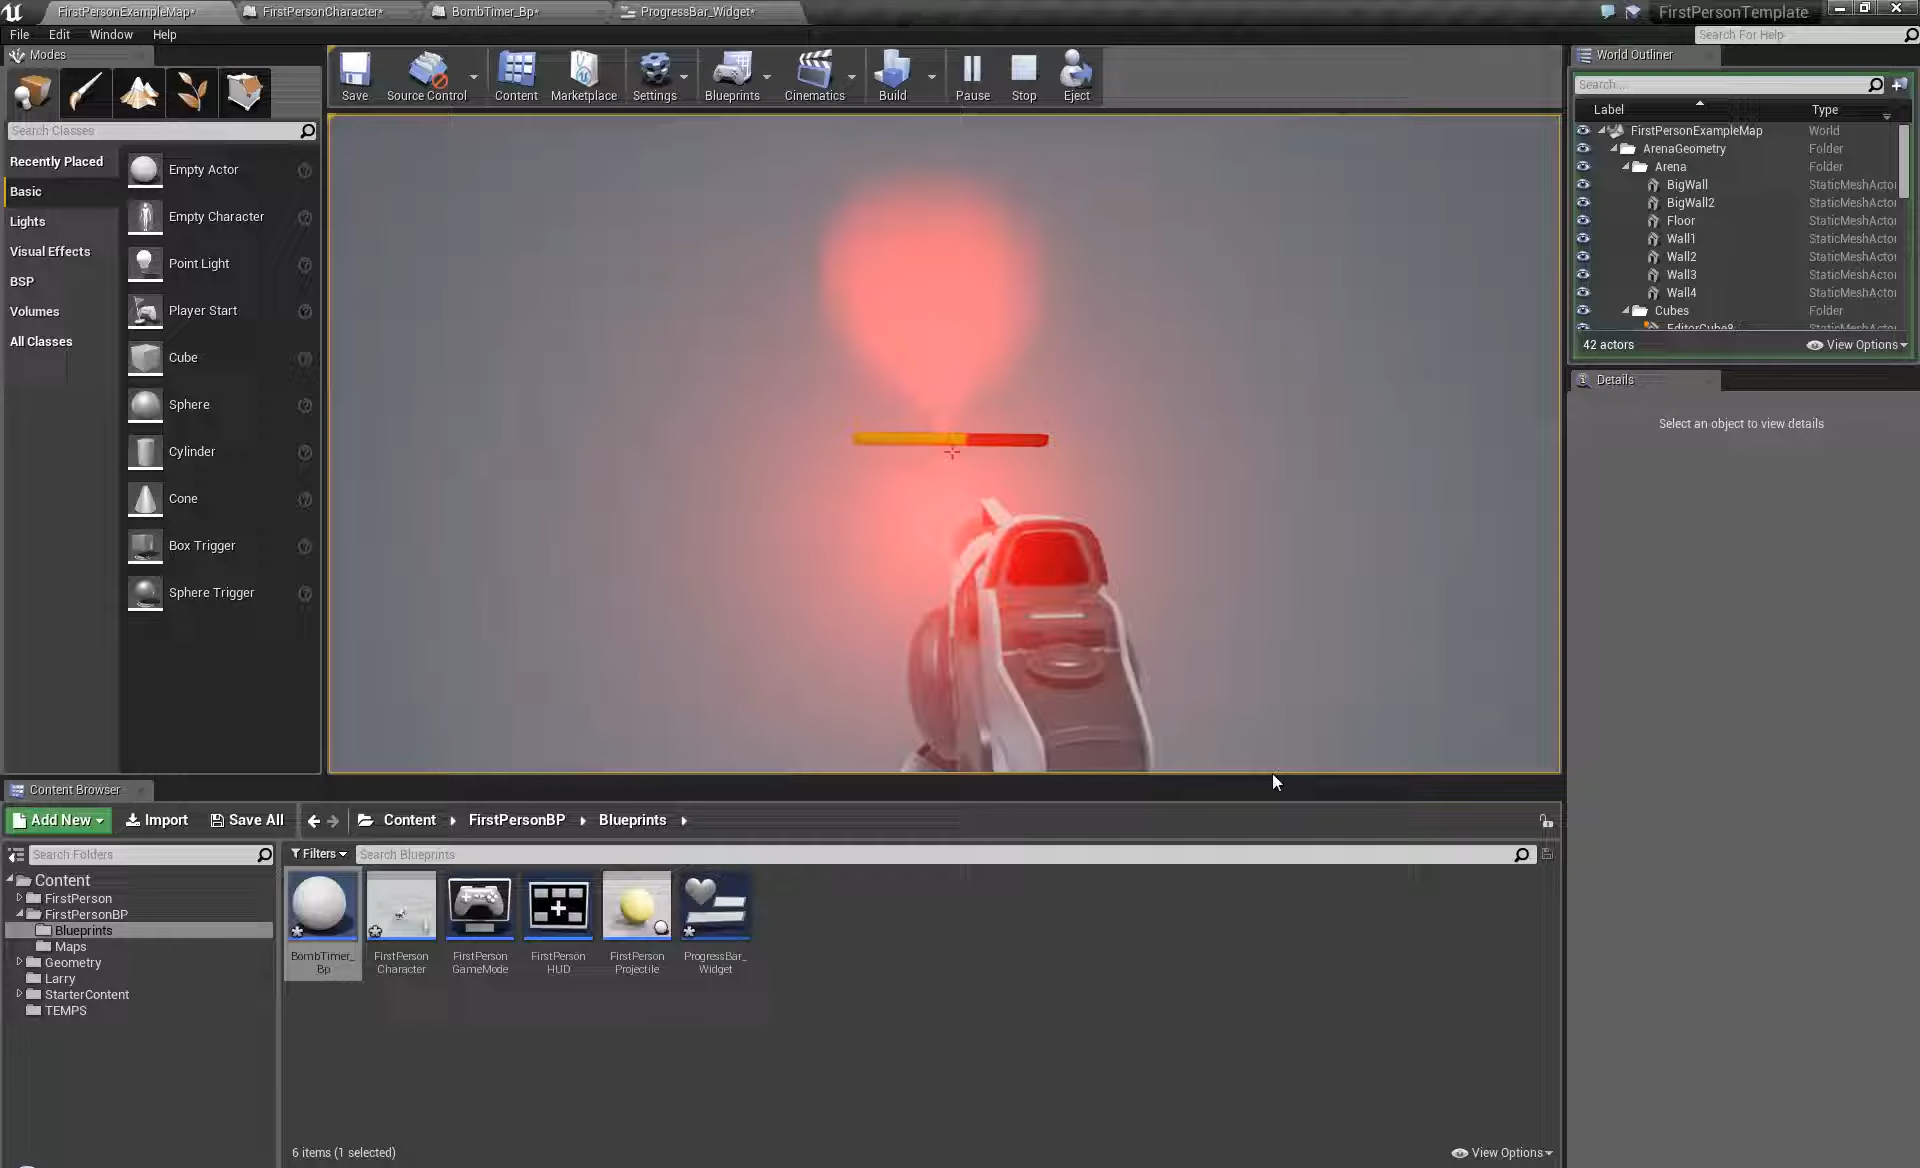 FirstPersonExampleMap*
FirstPersonCharacter*
BombTimer_Bp*
ProgressBar_Widget*
FirstPersonTemplate
File Edit Window Help
Search For Help
Modes
Save
Source Control
Content
Marketplace
Settings
Blueprints
Cinematics
Build
Pause
Stop
Eject
Search Classes
Recently Placed
Basic
Lights
Visual Effects
BSP
Volumes
All Classes
Empty Actor
Empty Character
Point Light
Player Start
Cube
Sphere
Cylinder
Cone
Box Trigger
Sphere Trigger
World Outliner
Search...
Label Type
FirstPersonExampleMap World
ArenaGeometry Folder
Arena Folder
BigWall StaticMeshActor
BigWall2 StaticMeshActor
Floor StaticMeshActor
Wall1 StaticMeshActor
Wall2 StaticMeshActor
Wall3 StaticMeshActor
Wall4 StaticMeshActor
Cubes Folder
EditorCube8 StaticMeshActor
42 actors
View Options
Details
Select an object to view details
Content Browser
Add New
Import
Save All
Content
FirstPersonBP
Blueprints
Search Folders
Content
FirstPerson
FirstPersonBP
Blueprints
Maps
Geometry
Larry
StarterContent
TEMPS
Filters
Search Blueprints
BombTimer_
Bp
FirstPerson
Character
FirstPerson
GameMode
FirstPerson
HUD
FirstPerson
Projectile
ProgressBar_
Widget
6 items (1 selected)
View Options